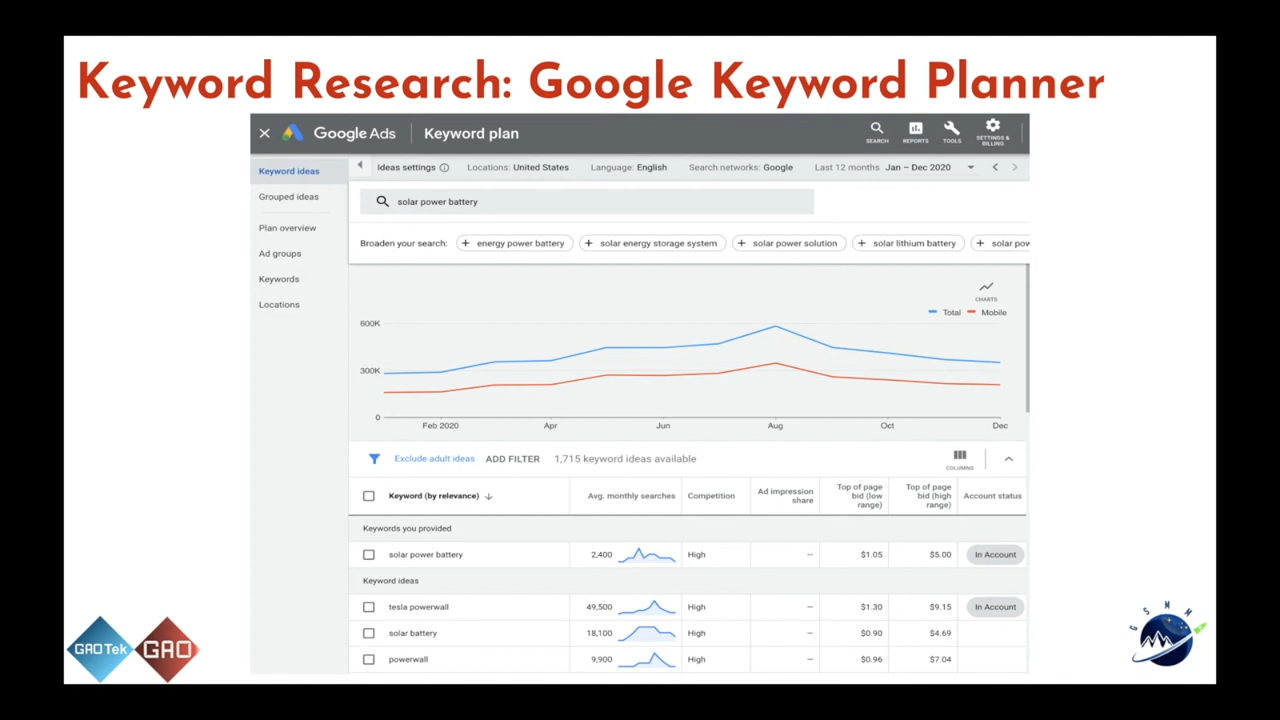 Keyword Research: Google Keyword Planner
Google Ads
Keyword plan
SEARCH
REPORTS
TOOLS
SETTINGS &
BILLING
Keyword ideas
Grouped ideas
Plan overview
Ad groups
Keywords
Locations
Ideas settings
Locations: United States
Language: English
Search networks: Google
Last 12 months Jan – Dec 2020
solar power battery
Broaden your search: + energy power battery + solar energy storage system + solar power solution + solar lithium battery + solar pow
CHARTS
Total Mobile
600K
300K
0
Feb 2020 Apr Jun Aug Oct Dec
Exclude adult ideas ADD FILTER 1,715 keyword ideas available
COLUMNS
Keyword (by relevance) Avg. monthly searches Competition Ad impression share Top of page bid (low range) Top of page bid (high range) Account status
Keywords you provided
solar power battery 2,400 High – $1.05 $5.00 In Account
Keyword ideas
tesla powerwall 49,500 High – $1.30 $9.15 In Account
solar battery 18,100 High – $0.90 $4.69
powerwall 9,900 High – $0.96 $7.04
GAOTek GAO
G S M M